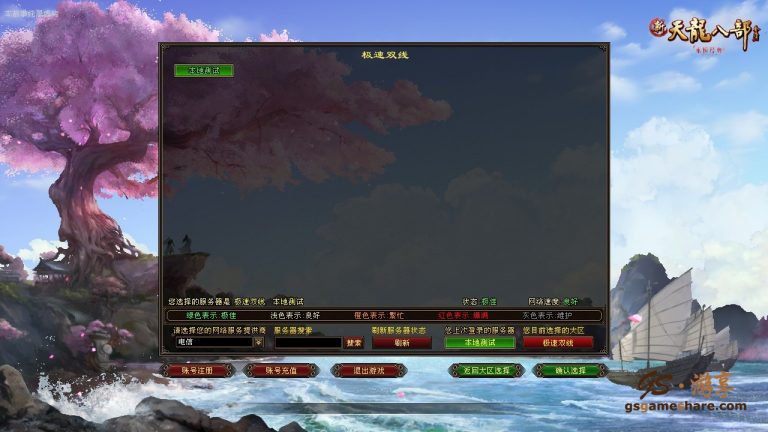 新天龍八部
极速双线
本地测试
您选择的服务器是 极速双线 本地测试 状态:极佳 网络速度:良好
绿色表示:极佳 浅色表示:良好 橙色表示:繁忙 红色表示:爆满 灰色表示:维护
请选择您的网络服务提供商 服务器搜索 刷新服务器状态 您上次登录的服务器 您目前选择的大区
电信 搜索 刷新 本地测试 极速双线
账号注册 账号充值 退出游戏 返回大区选择 确认选择
GS·游享
gsgameshare.com